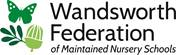 Wandsworth
Federation
of Maintained Nursery Schools